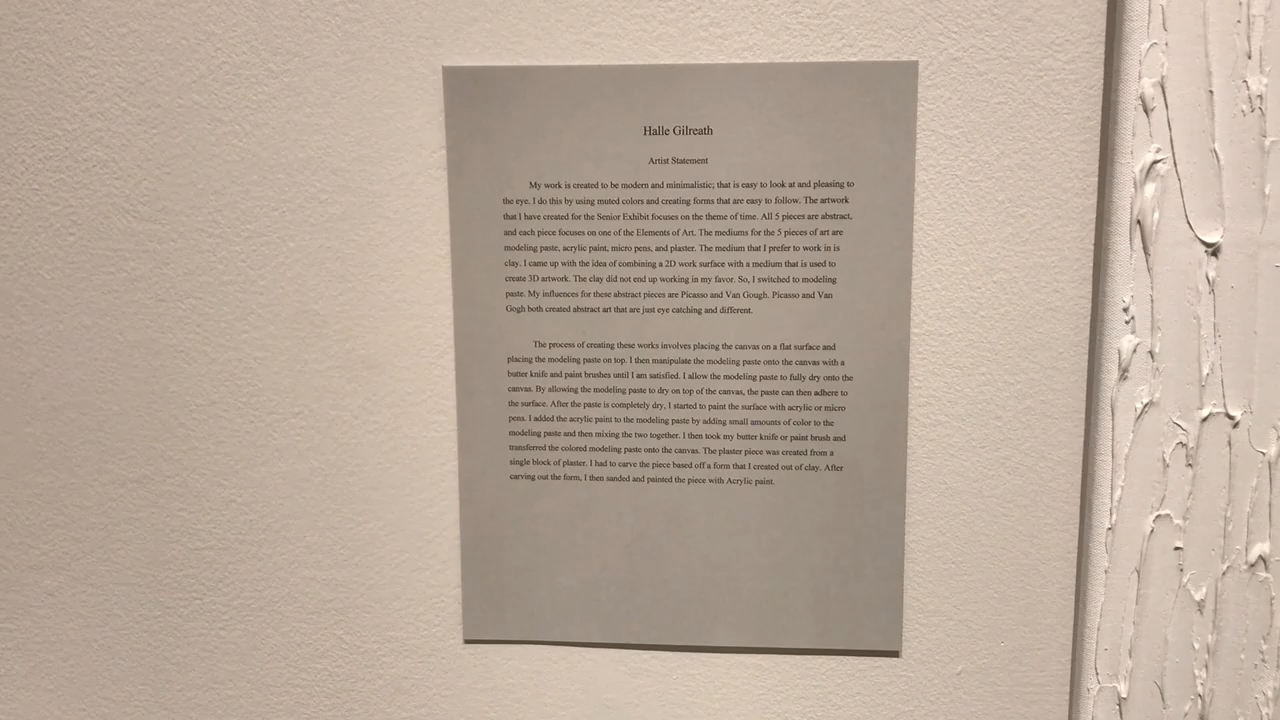 Halle Gilreath
Artist Statement
My work is created to be modern and minimalistic; that is easy to look at and pleasing to
the eye. I do this by using muted colors and creating forms that are easy to follow. The artwork
that I have created for the Senior Exhibit focuses on the theme of time. All 5 pieces are abstract,
and each piece focuses on one of the Elements of Art. The mediums for the 5 pieces of art are
modeling paste, acrylic paint, micro pens, and plaster. The medium that I prefer to work in is
clay. I came up with the idea of combining a 2D work surface with a medium that is used to
create 3D artwork. The clay did not end up working in my favor. So, I switched to modeling
paste. My influences for these abstract pieces are Picasso and Van Gough. Picasso and Van
Gogh both created abstract art that are just eye catching and different.
The process of creating these works involves placing the canvas on a flat surface and
placing the modeling paste on top. I then manipulate the modeling paste onto the canvas with a
butter knife and paint brushes until I am satisfied. I allow the modeling paste to fully dry onto the
canvas. By allowing the modeling paste to dry on top of the canvas, the paste can then adhere to
the surface. After the paste is completely dry, I started to paint the surface with acrylic or micro
pens. I added the acrylic paint to the modeling paste by adding small amounts of color to the
modeling paste and then mixing the two together. I then took my butter knife or paint brush and
transferred the colored modeling paste onto the canvas. The plaster piece was created from a
single block of plaster. I had to carve the piece based off a form that I created out of clay. After
carving out the form, I then sanded and painted the piece with Acrylic paint.